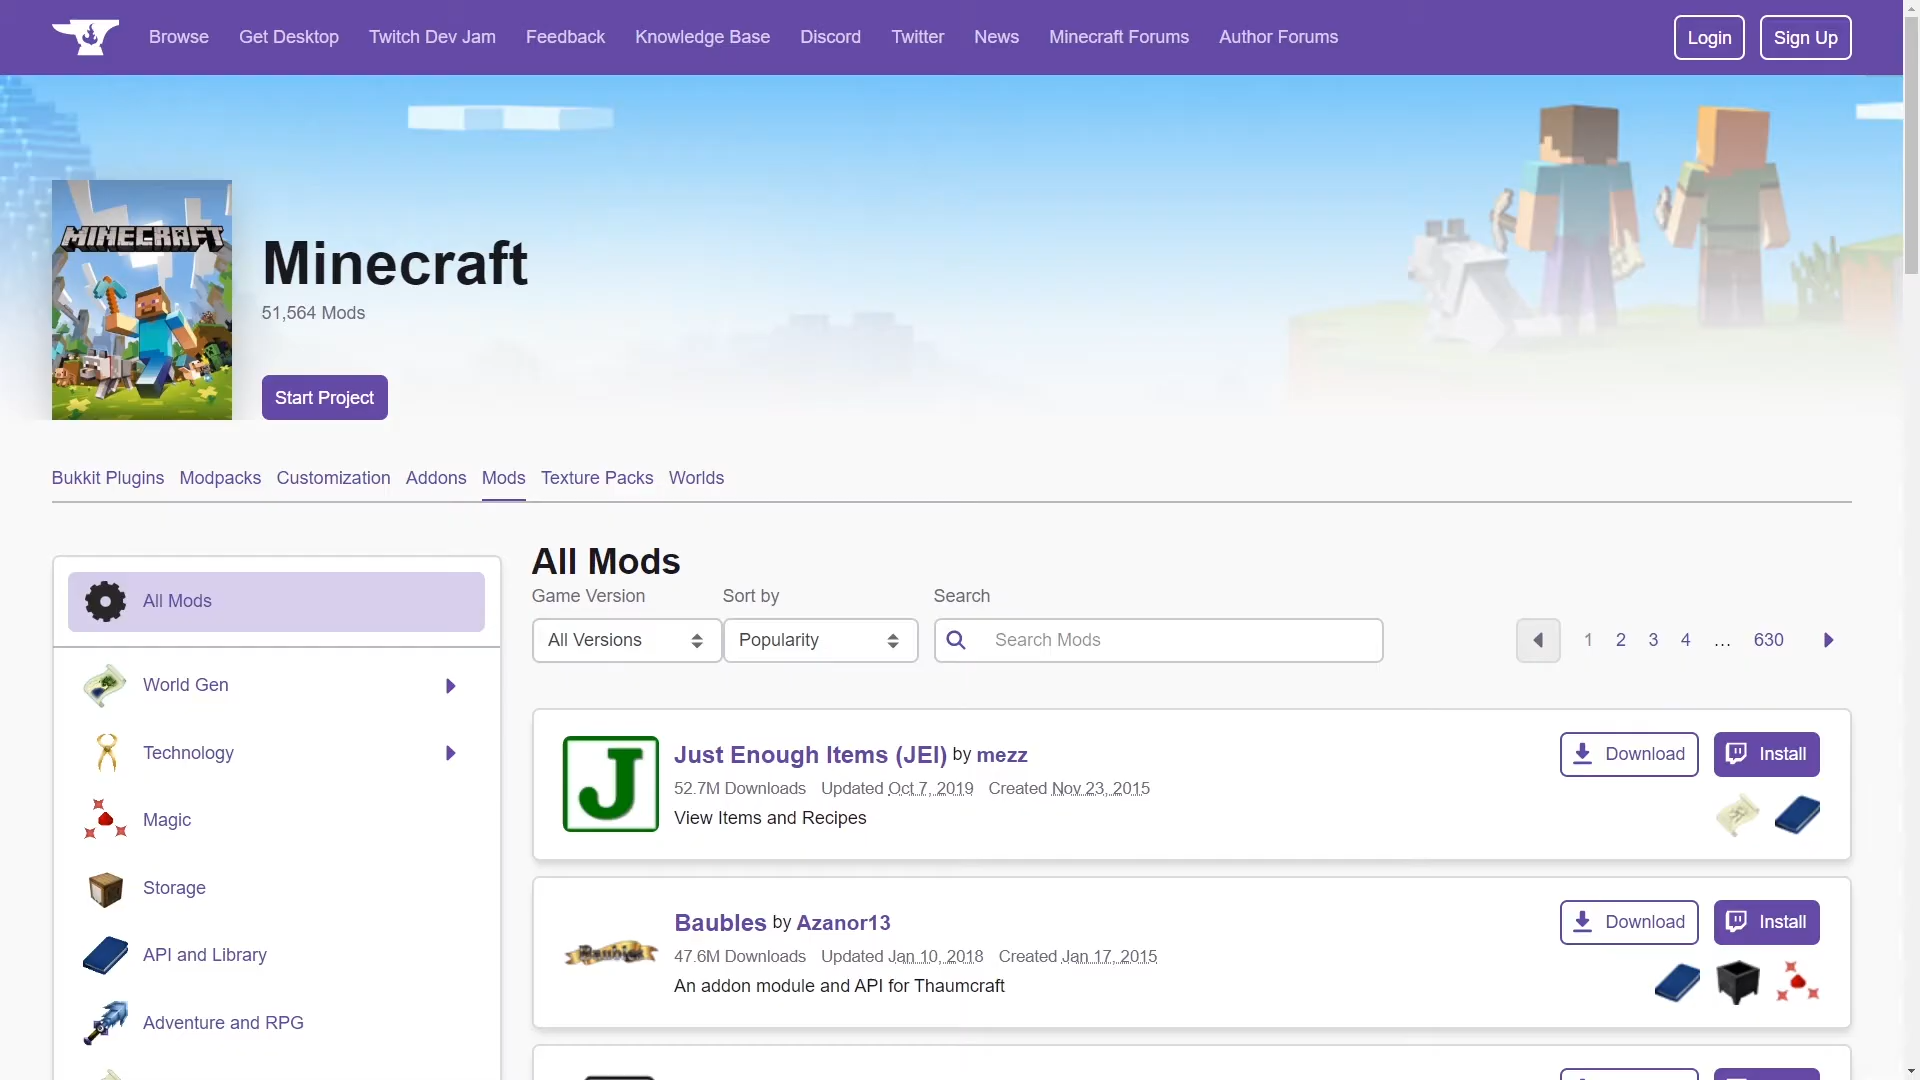 Browse Get Desktop Twitch Dev Jam Feedback Knowledge Base Discord Twitter News Minecraft Forums Author Forums Login Sign Up
MINECRAFT
Minecraft
51,564 Mods
Start Project
Bukkit Plugins Modpacks Customization Addons Mods Texture Packs Worlds
All Mods
World Gen
Technology
Magic
Storage
API and Library
Adventure and RPG
All Mods
Game Version Sort by Search
All Versions Popularity Search Mods 1 2 3 4 … 630
J
Just Enough Items (JEI) by mezz
52.7M Downloads Updated Oct 7, 2019 Created Nov 23, 2015
View Items and Recipes
Download Install
Baubles
Baubles by Azanor13
47.6M Downloads Updated Jan 10, 2018 Created Jan 17, 2015
An addon module and API for Thaumcraft
Download Install